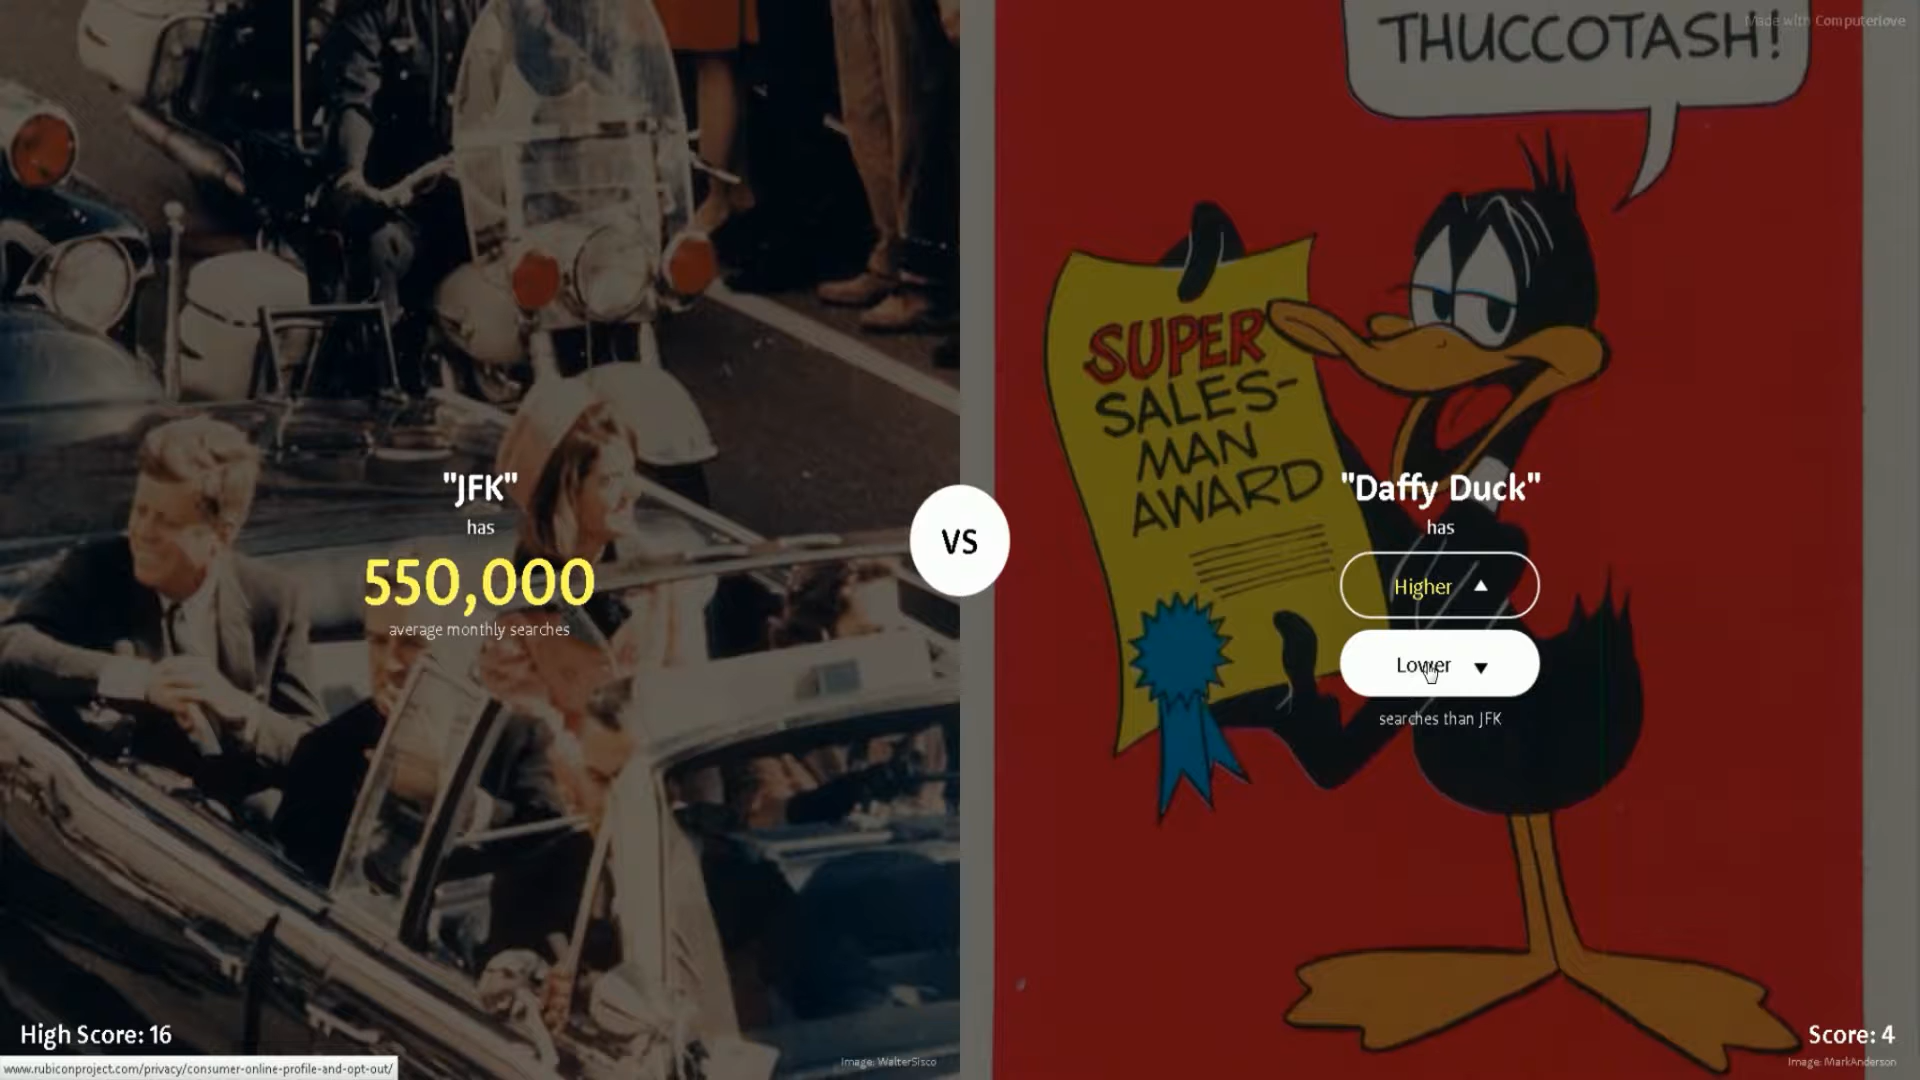 Made with Computerlove
THUCCOTASH!
SUPER
SALES-
MAN
AWARD
"JFK"
has
550,000
average monthly searches
VS
"Daffy Duck"
has
Higher
Lower
searches than JFK
High Score: 16
Score: 4
www.rubiconproject.com/privacy/consumer-online-profile-and-opt-out/
Image: WalterSisco
Image: MarkAnderson